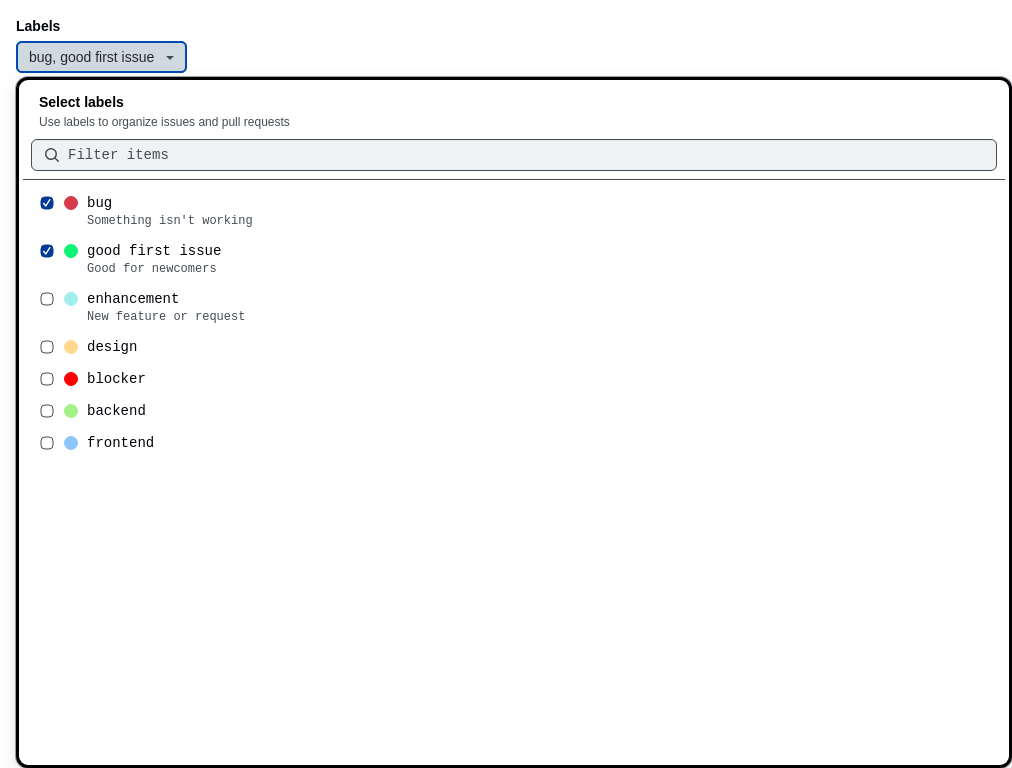 Labels
bug, good first issue
Select labels
Use labels to organize issues and pull requests
Filter items
bug
Something isn't working
good first issue
Good for newcomers
enhancement
New feature or request
design
blocker
backend
frontend